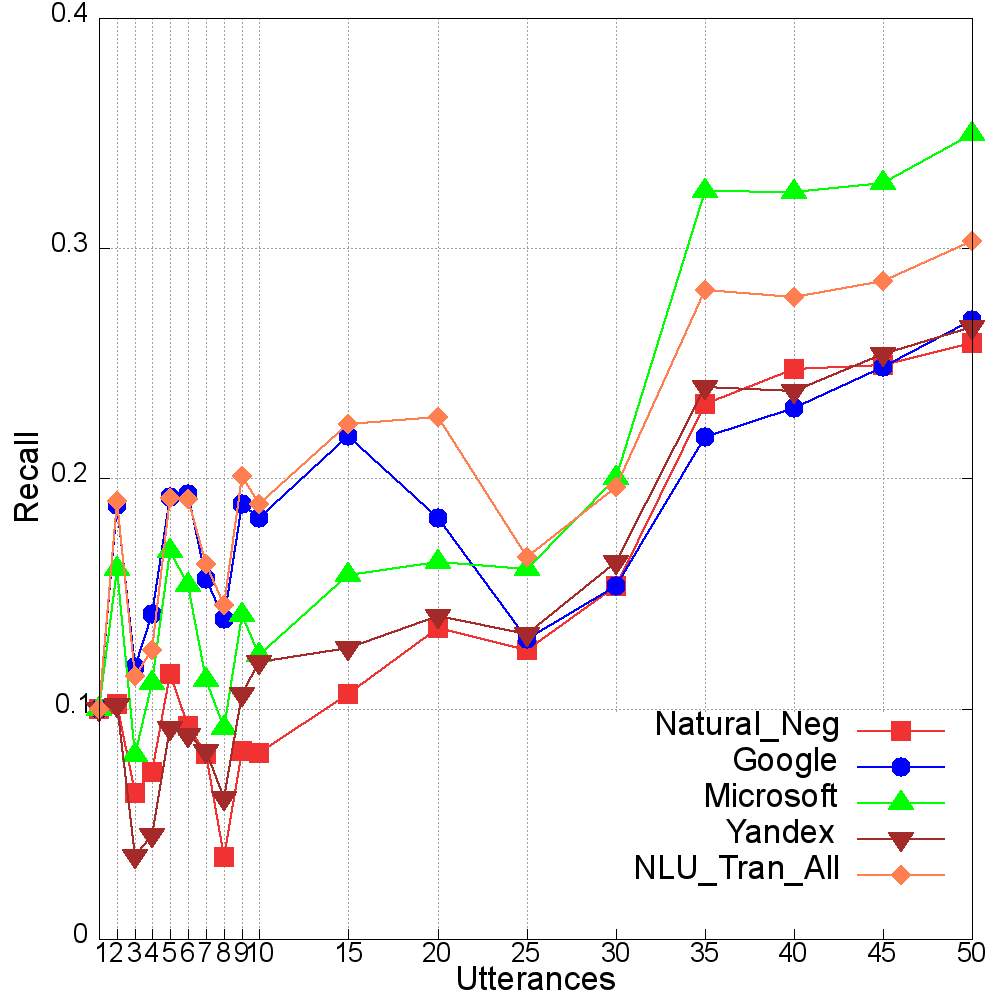 0.4
0.3
0.2
0.1
0
Recall
1 2 3 4 5 6 7 8 9 10 15 20 25 30 35 40 45 50
Utterances
Natural_Neg
Google
Microsoft
Yandex
NLU_Tran_All